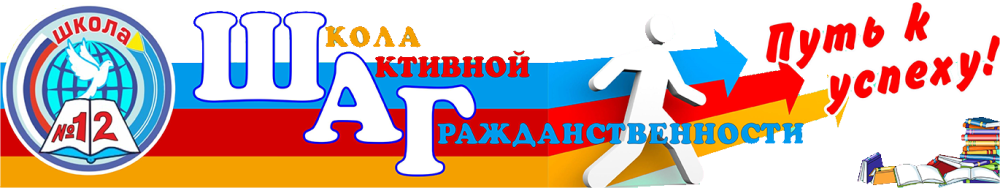 ШКОЛА
№12
ШКОЛА
АКТИВНОЙ
ГРАЖДАНСТВЕННОСТИ
Путь к
успеху!